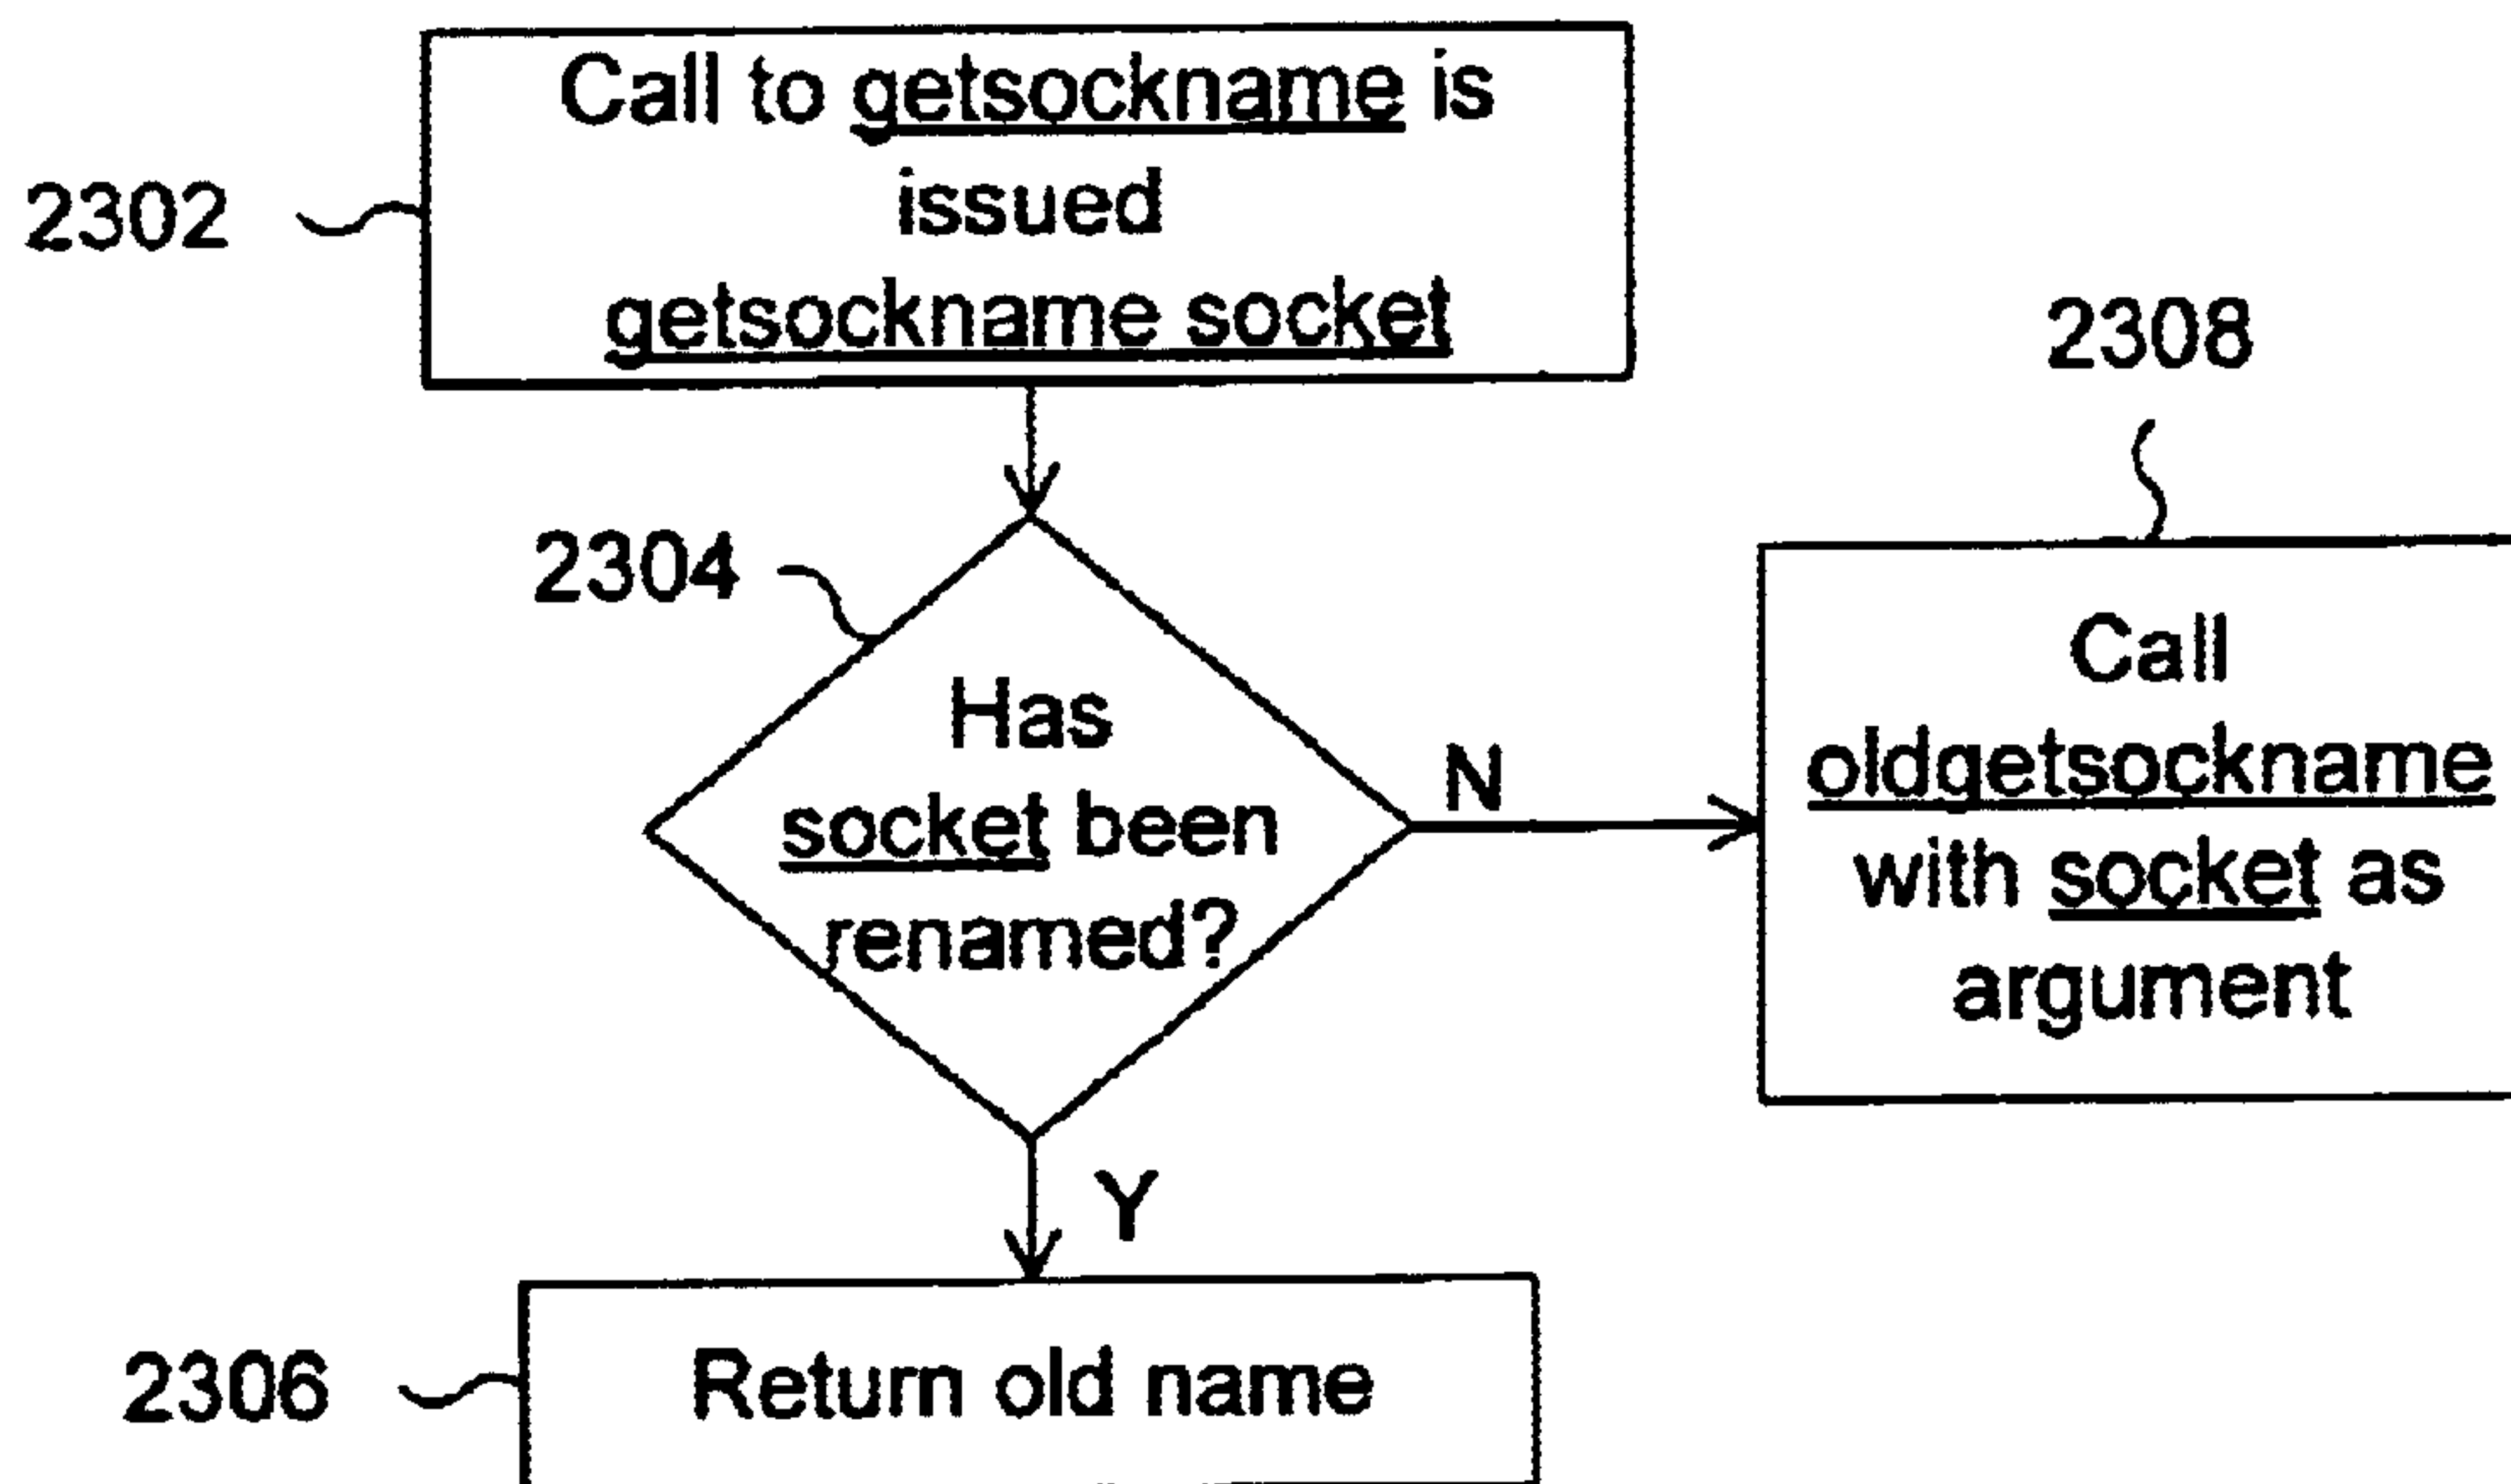 Call to getsockname is
issued
getsockname socket
2302
2308
2304
Has
socket been
renamed?
N
Call
oldgetsockname
with socket as
argument
Y
2306
Return old name